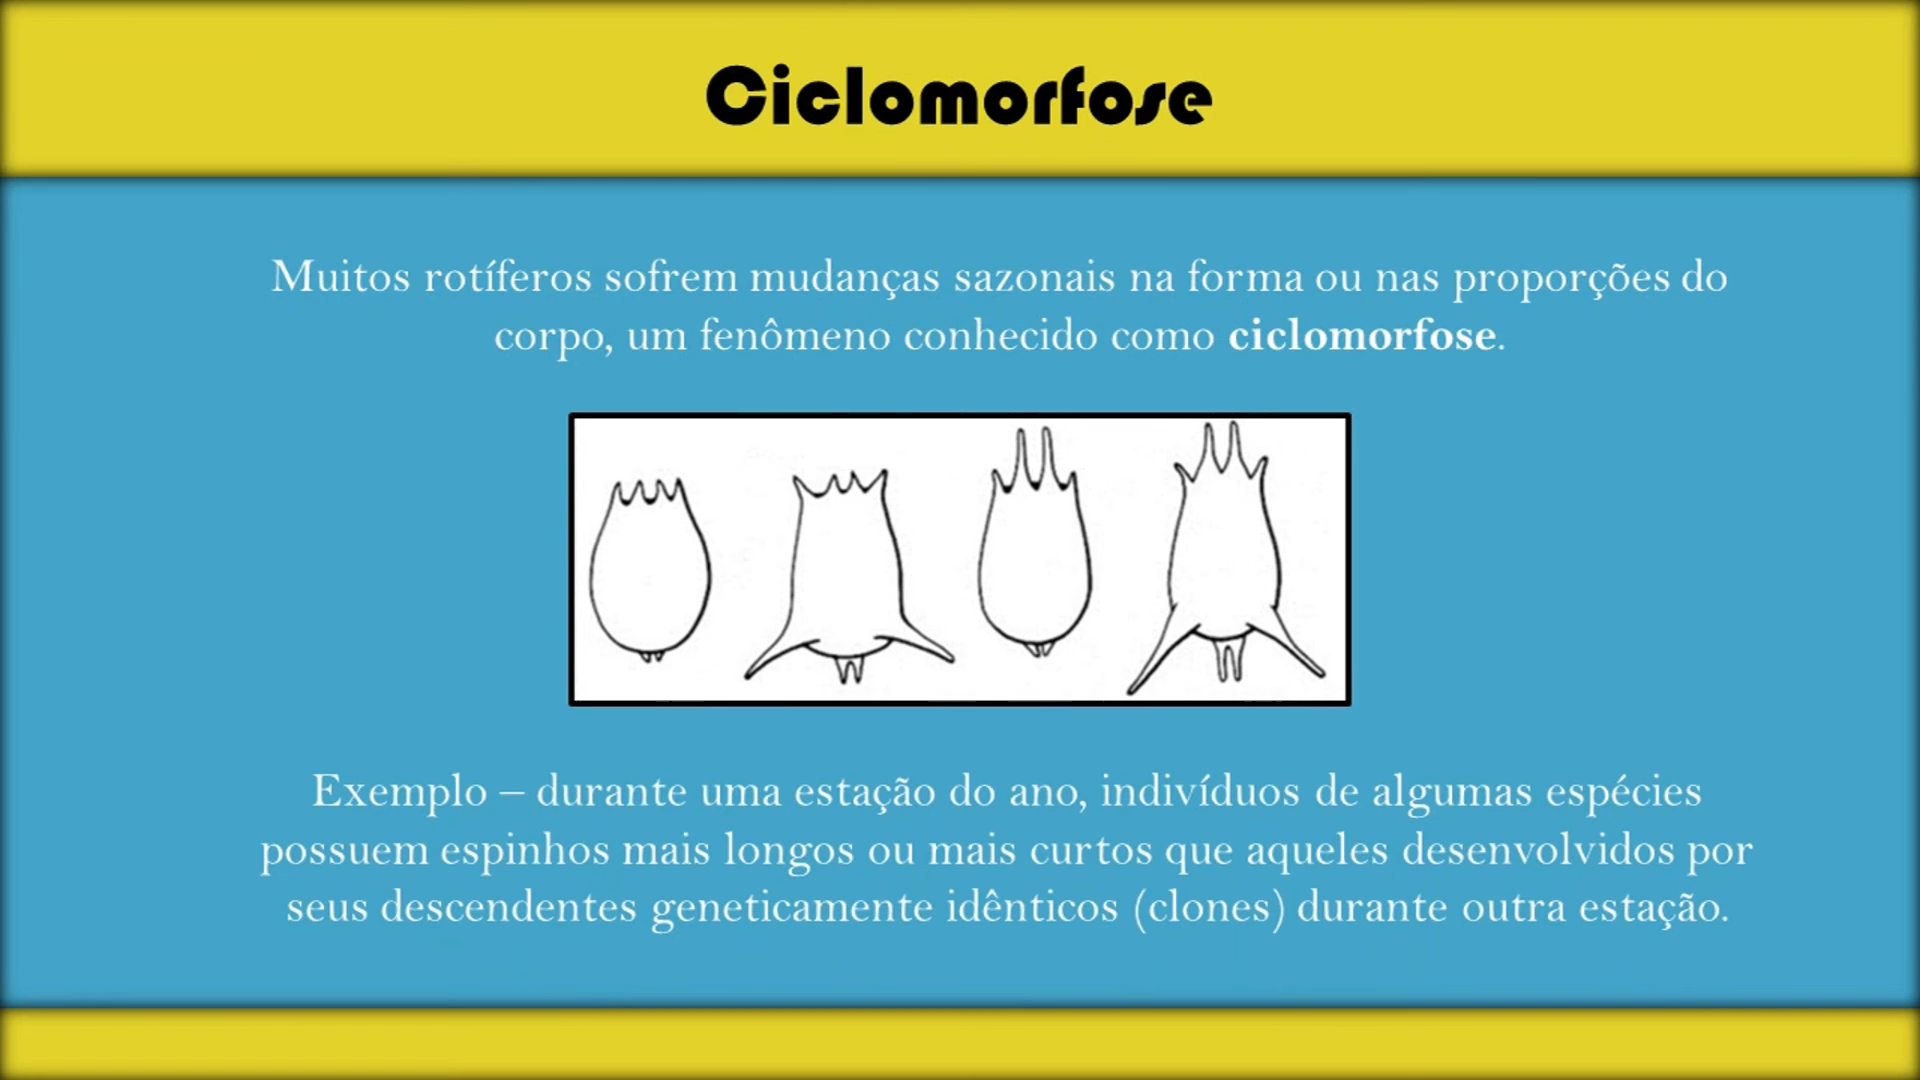 Ciclomorfose
Muitos rotíferos sofrem mudanças sazonais na forma ou nas proporções do
corpo, um fenômeno conhecido como ciclomorfose.
Exemplo – durante uma estação do ano, indivíduos de algumas espécies
possuem espinhos mais longos ou mais curtos que aqueles desenvolvidos por
seus descendentes geneticamente idênticos (clones) durante outra estação.